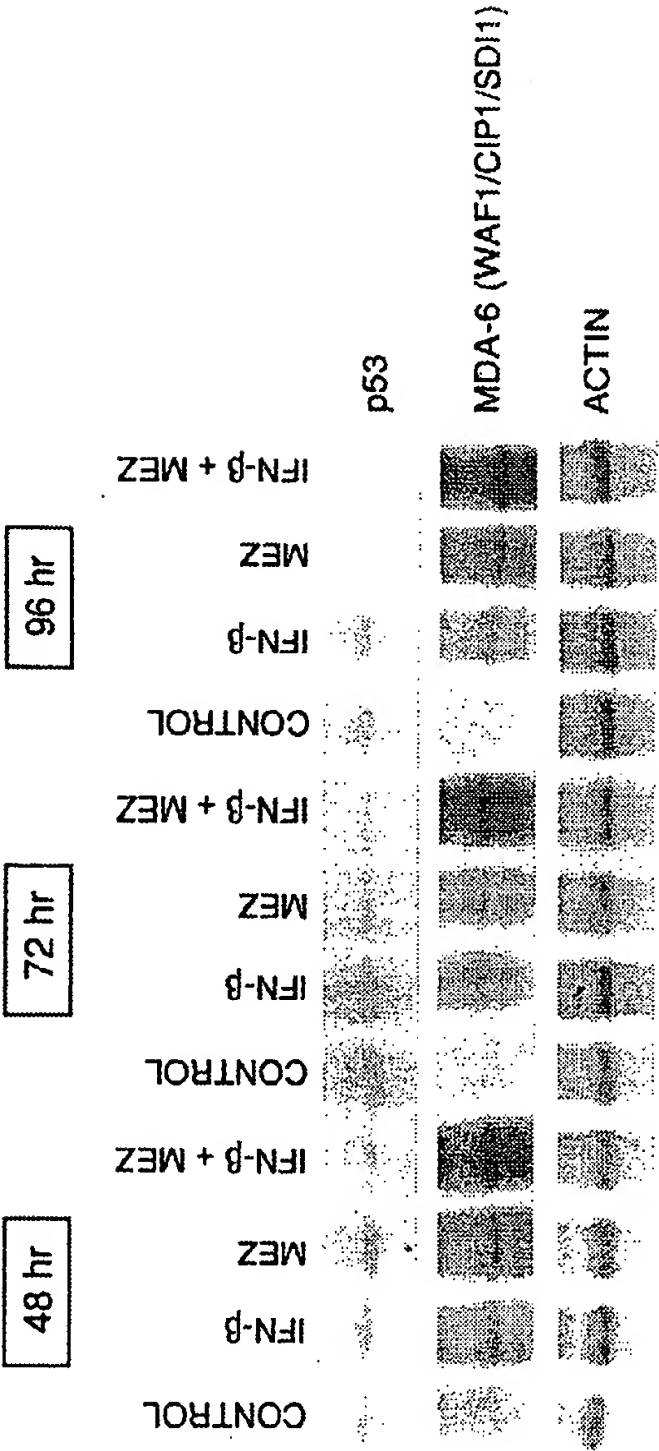 48 hr
72 hr
96 hr
CONTROL
IFN-β
MEZ
IFN-β + MEZ
CONTROL
IFN-β
MEZ
IFN-β + MEZ
CONTROL
IFN-β
MEZ
IFN-β + MEZ
p53
MDA-6 (WAF1/CIP1/SDI1)
ACTIN